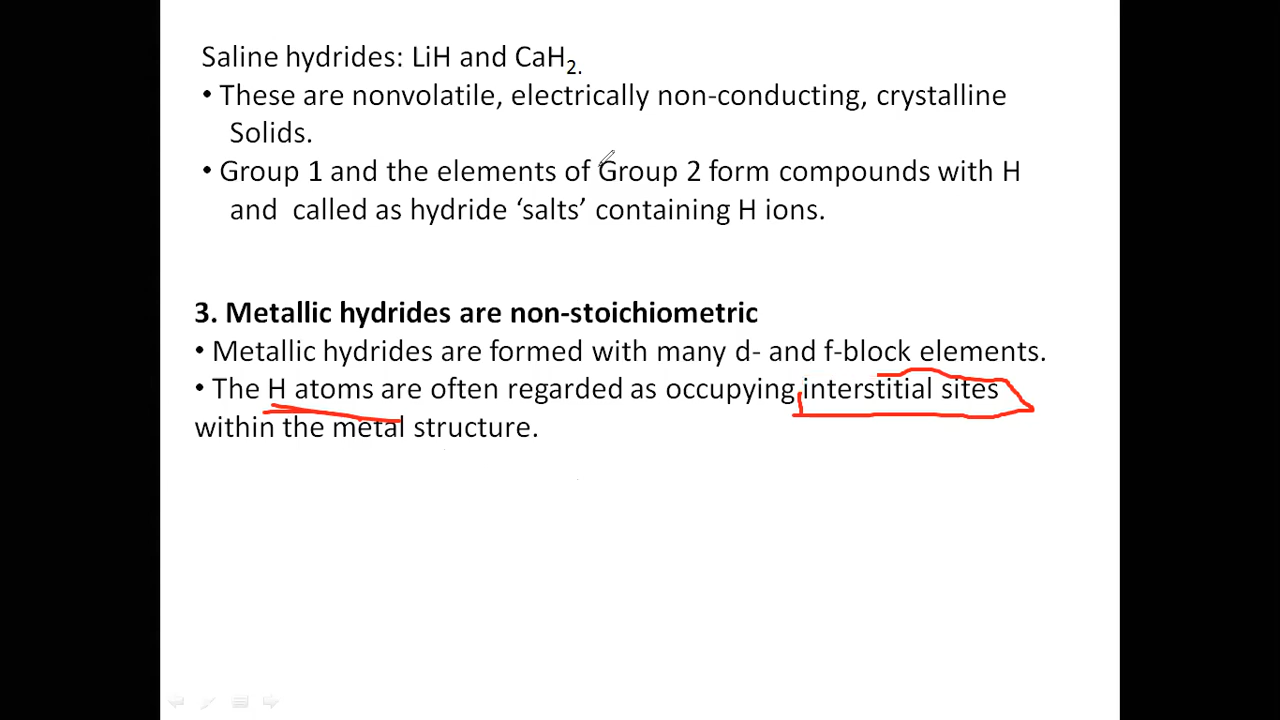 Saline hydrides: LiH and CaH₂.
• These are nonvolatile, electrically non-conducting, crystalline
Solids.
• Group 1 and the elements of Group 2 form compounds with H
and called as hydride ‘salts’ containing H ions.
3. Metallic hydrides are non-stoichiometric
• Metallic hydrides are formed with many d- and f-block elements.
• The H atoms are often regarded as occupying interstitial sites
within the metal structure.